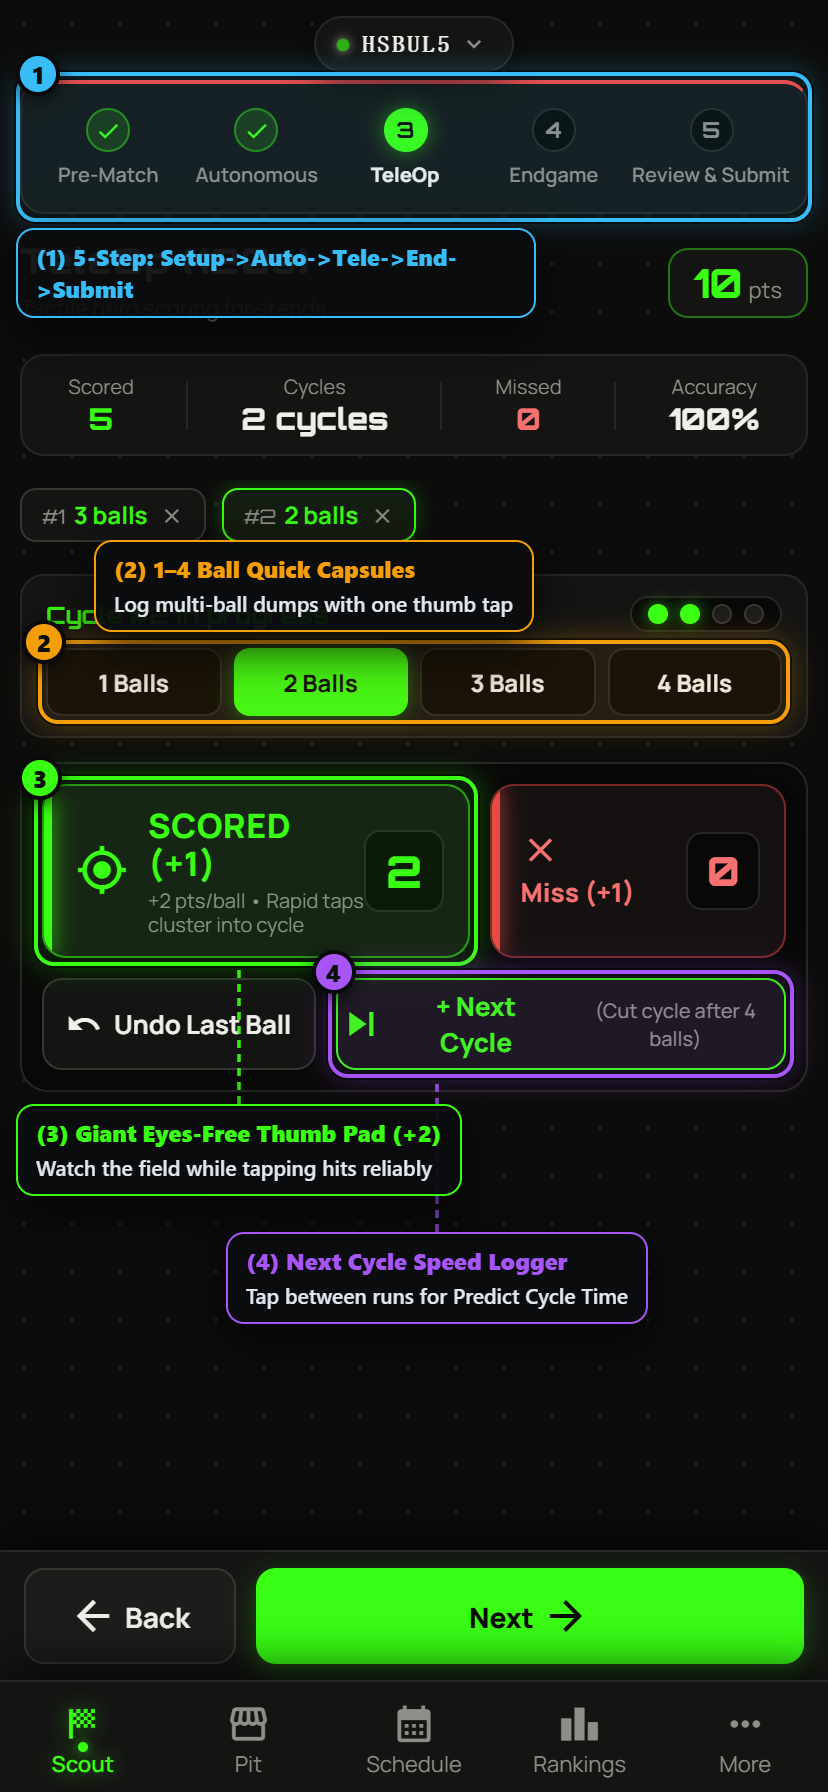 HSBUL5
1
3
4
5
Pre-Match
Autonomous
TeleOp
Endgame
Review & Submit
(1) 5-Step: Setup->Auto->Tele->End-
>Submit
Tactile hero scoring for stands
10 pts
Scored
Cycles
Missed
Accuracy
5
2 cycles
0
100%
#1 3 balls ×
#2 2 balls ×
(2) 1–4 Ball Quick Capsules
Log multi-ball dumps with one thumb tap
2
1 Balls
2 Balls
3 Balls
4 Balls
3
SCORED
(+1)
+2 pts/ball • Rapid taps
cluster into cycle
2
Miss (+1)
0
4
Undo Last Ball
+ Next
Cycle
(Cut cycle after 4
balls)
(3) Giant Eyes-Free Thumb Pad (+2)
Watch the field while tapping hits reliably
(4) Next Cycle Speed Logger
Tap between runs for Predict Cycle Time
Back
Next
Scout
Pit
Schedule
Rankings
More